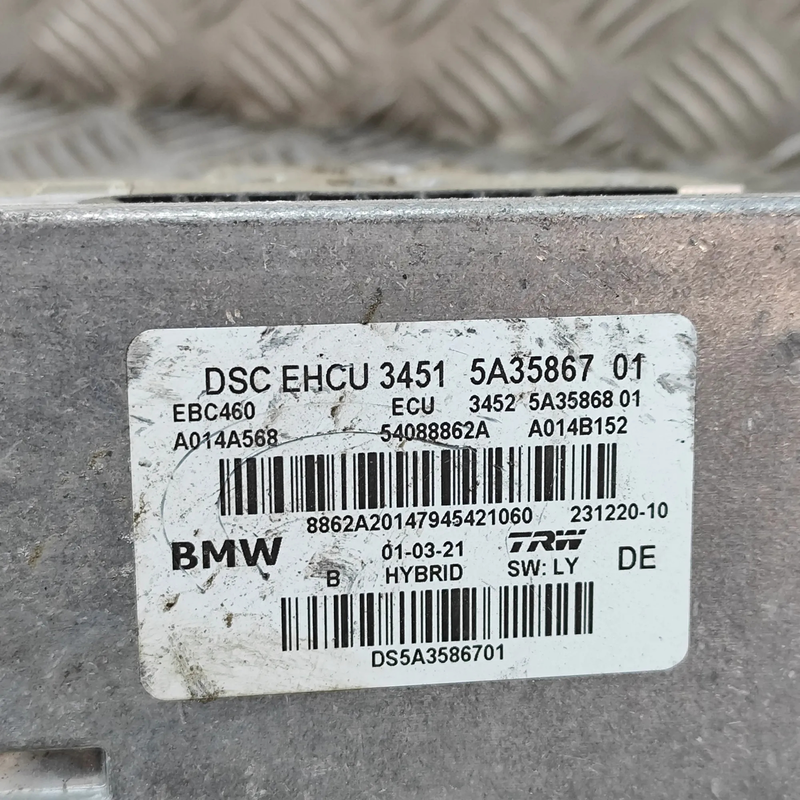 DSC EHCU 3451 5A35867 01
EBC460 ECU 3452 5A35868 01
A014A568 54088862A A014B152
8862A20147945421060 231220-10
BMW B 01-03-21 HYBRID TRW SW: LY DE
DS5A3586701